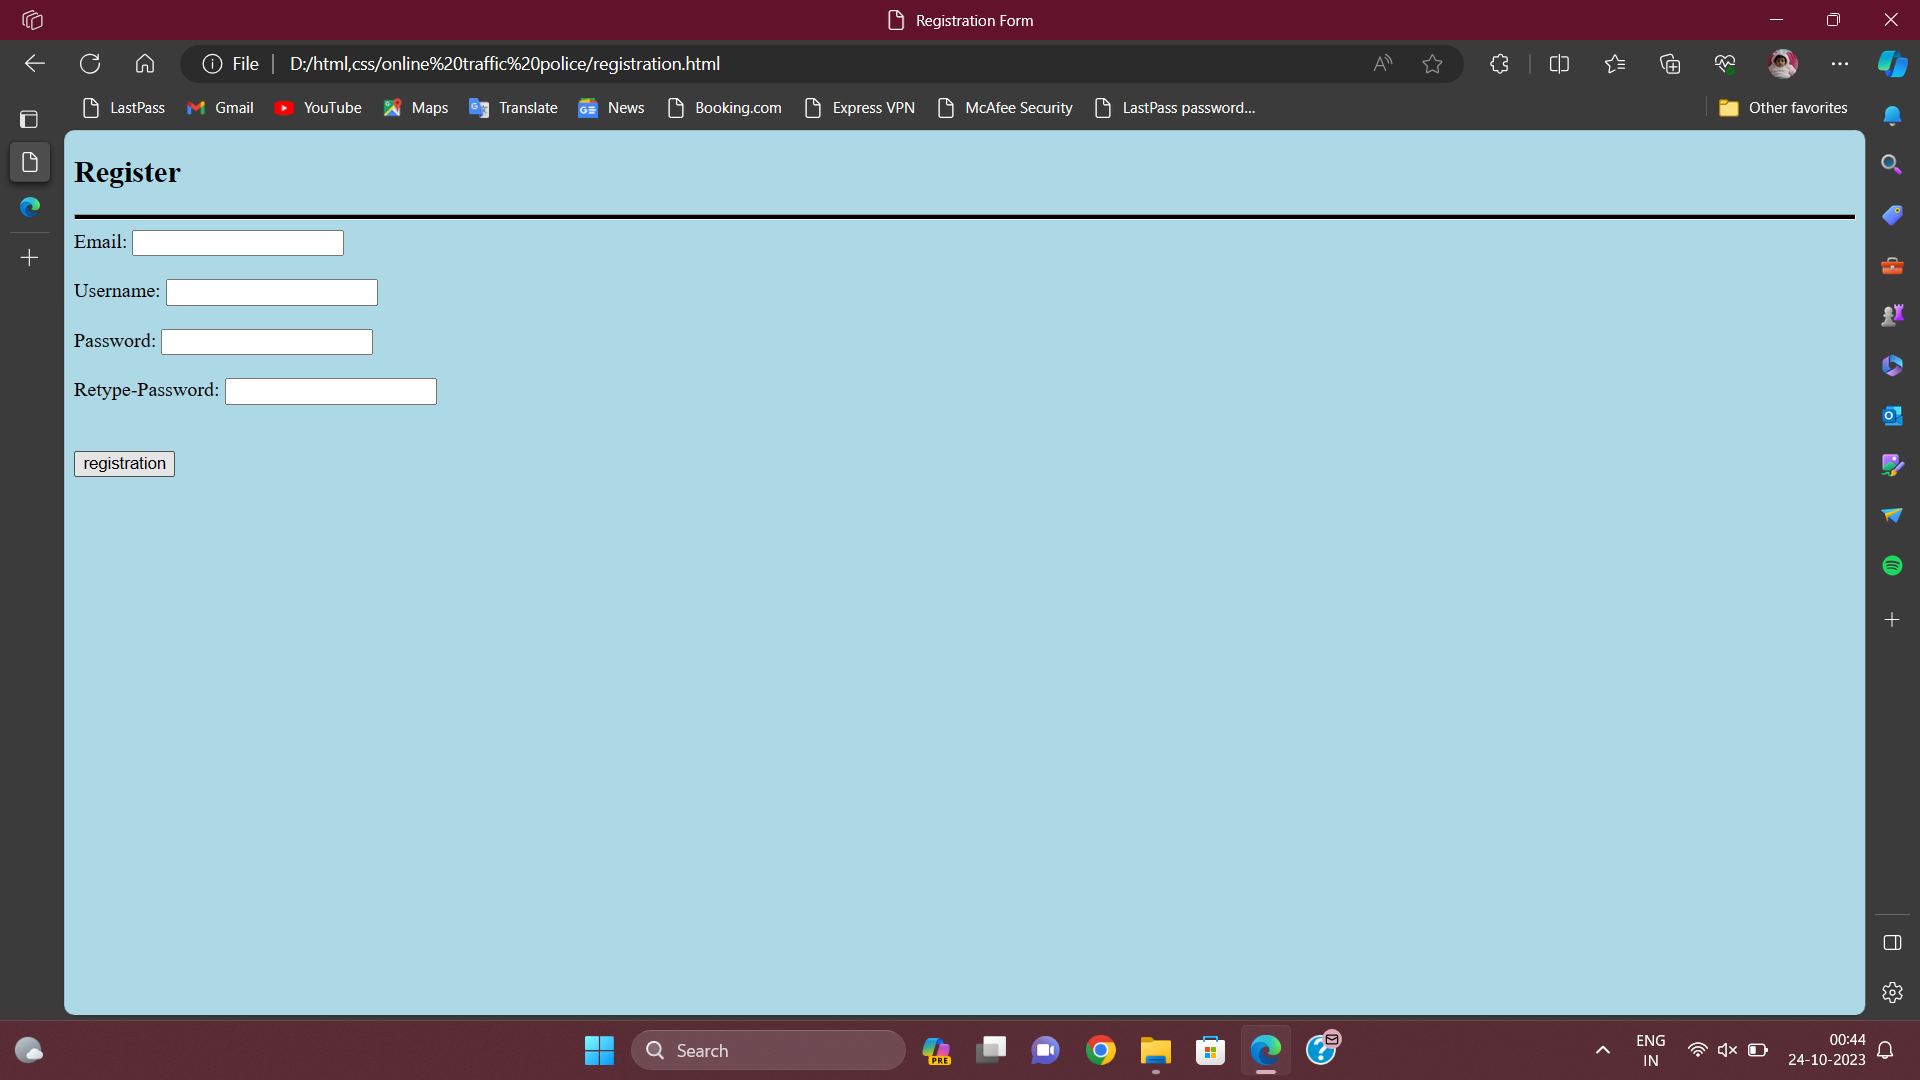 Registration Form
File D:/html,css/online%20traffic%20police/registration.html
LastPass Gmail YouTube Maps Translate News Booking.com Express VPN McAfee Security LastPass password... Other favorites
Register
Email:
Username:
Password:
Retype-Password:
registration
Search
PRE
ENG
IN
00:44
24-10-2023